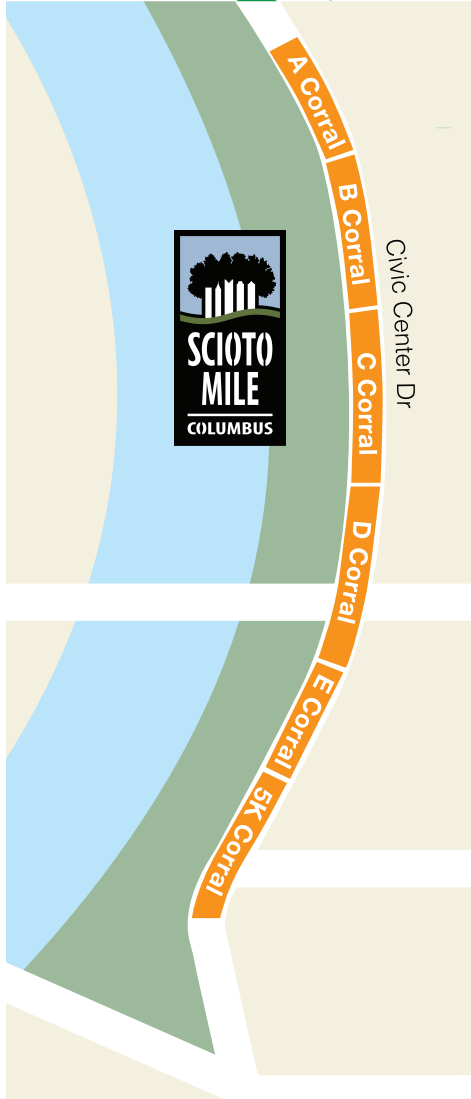 A Corral
B Corral
Civic Center Dr
SCIOTO
MILE
COLUMBUS
C Corral
D Corral
E Corral
5K Corral